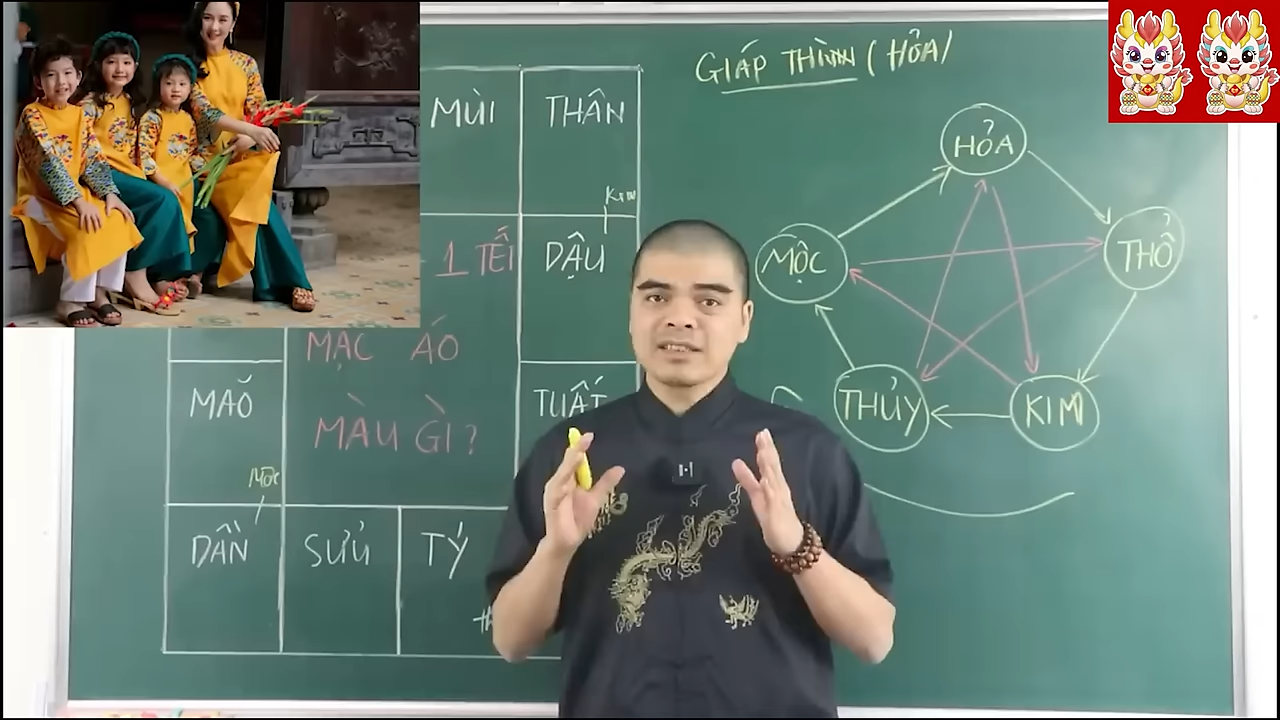 GIÁP THÌN (HỎA)
MÙI
THÂN
KIM
1 TẾT
DẬU
MẶC ÁO
MÀU GÌ?
MÃO
TUẤT
MỘC
DẦN
SỬU
TÝ
HỎA
MỘC
THỔ
THỦY
KIM